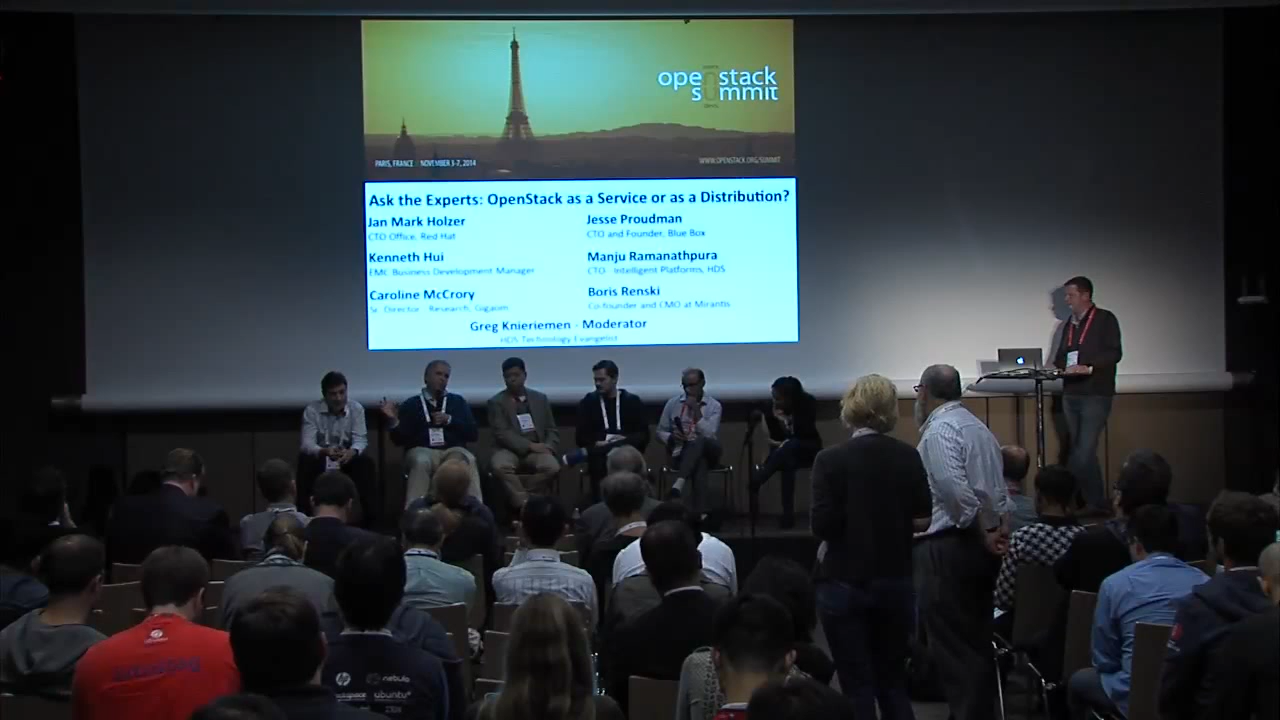 openstack
summit
PARIS, FRANCE NOVEMBER 3-7, 2014
WWW.OPENSTACK.ORG/SUMMIT
Ask the Experts: OpenStack as a Service or as a Distribution?
Jan Mark Holzer
CTO Office, Red Hat
Jesse Proudman
CTO and Founder, Blue Box
Kenneth Hui
EMC Business Development Manager
Manju Ramanathpura
CTO - Intelligent Platforms, HDS
Caroline McCrory
Sr. Director - Research, Gigaom
Boris Renski
Co-founder and CMO at Mirantis
Greg Knieriemen - Moderator
HDS Technology Evangelist
hp nebula
rackspace ubuntu